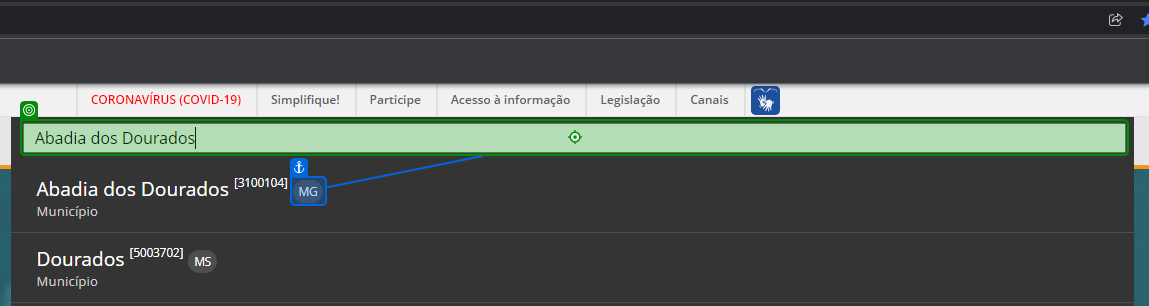 CORONAVÍRUS (COVID-19) Simplifique! Participe Acesso à informação Legislação Canais
Abadia dos Dourados
Abadia dos Dourados [3100104] MG
Município
Dourados [5003702] MS
Município